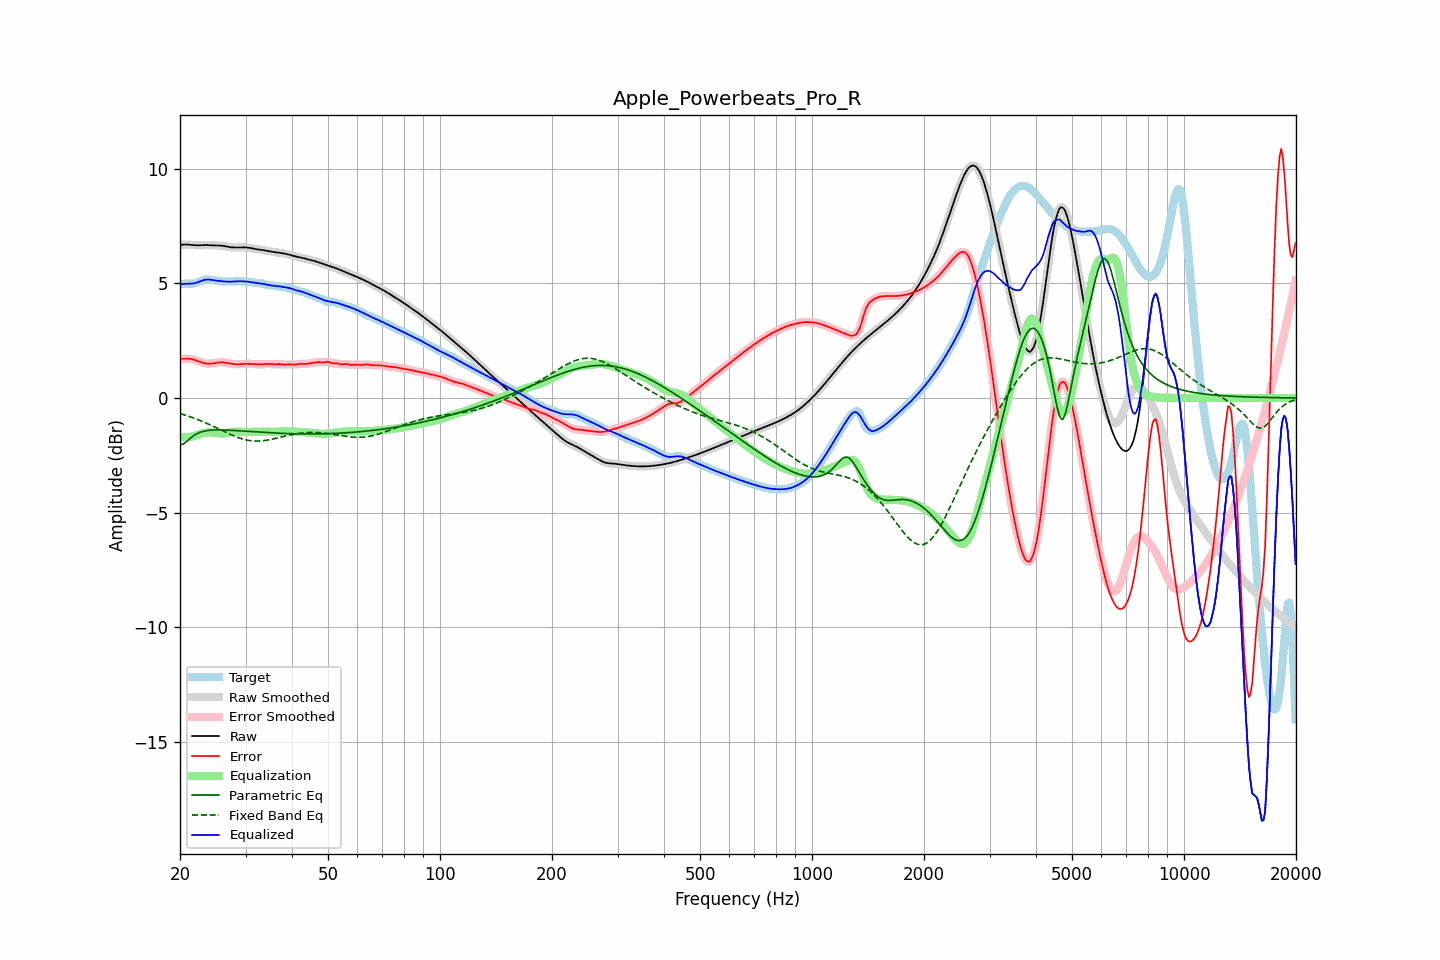 Apple_Powerbeats_Pro_R
Amplitude (dBr)
10
5
0
−5
−10
−15
Target
Raw Smoothed
Error Smoothed
Raw
Error
Equalization
Parametric Eq
Fixed Band Eq
Equalized
20 50 100 200 500 1000 2000 5000 10000 20000
Frequency (Hz)